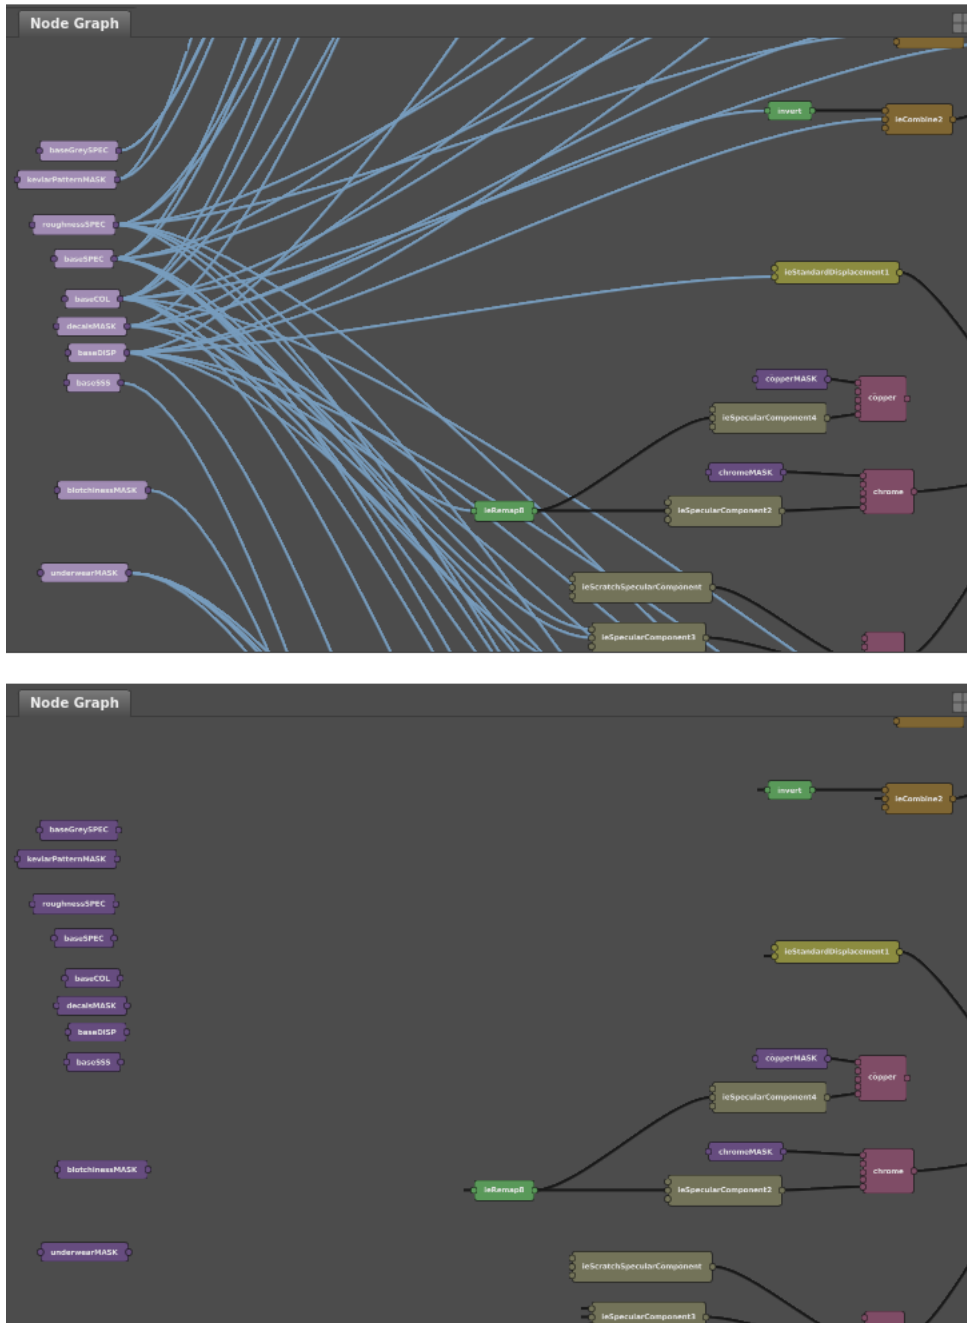 Node Graph
invert
ieCombine2
baseGreySPEC
kevlarPatternMASK
roughnessSPEC
baseSPEC
ieStandardDisplacement1
baseCOL
decalsMASK
baseDISP
baseSSS
copperMASK
copper
ieSpecularComponent4
chromeMASK
chrome
blotchinessMASK
ieRemap8
ieSpecularComponent2
underwearMASK
ieScratchSpecularComponent
ieSpecularComponent3
Node Graph
invert
ieCombine2
baseGreySPEC
kevlarPatternMASK
roughnessSPEC
baseSPEC
ieStandardDisplacement1
baseCOL
decalsMASK
baseDISP
baseSSS
copperMASK
copper
ieSpecularComponent4
chromeMASK
chrome
blotchinessMASK
ieRemap8
ieSpecularComponent2
underwearMASK
ieScratchSpecularComponent
ieSpecularComponent3